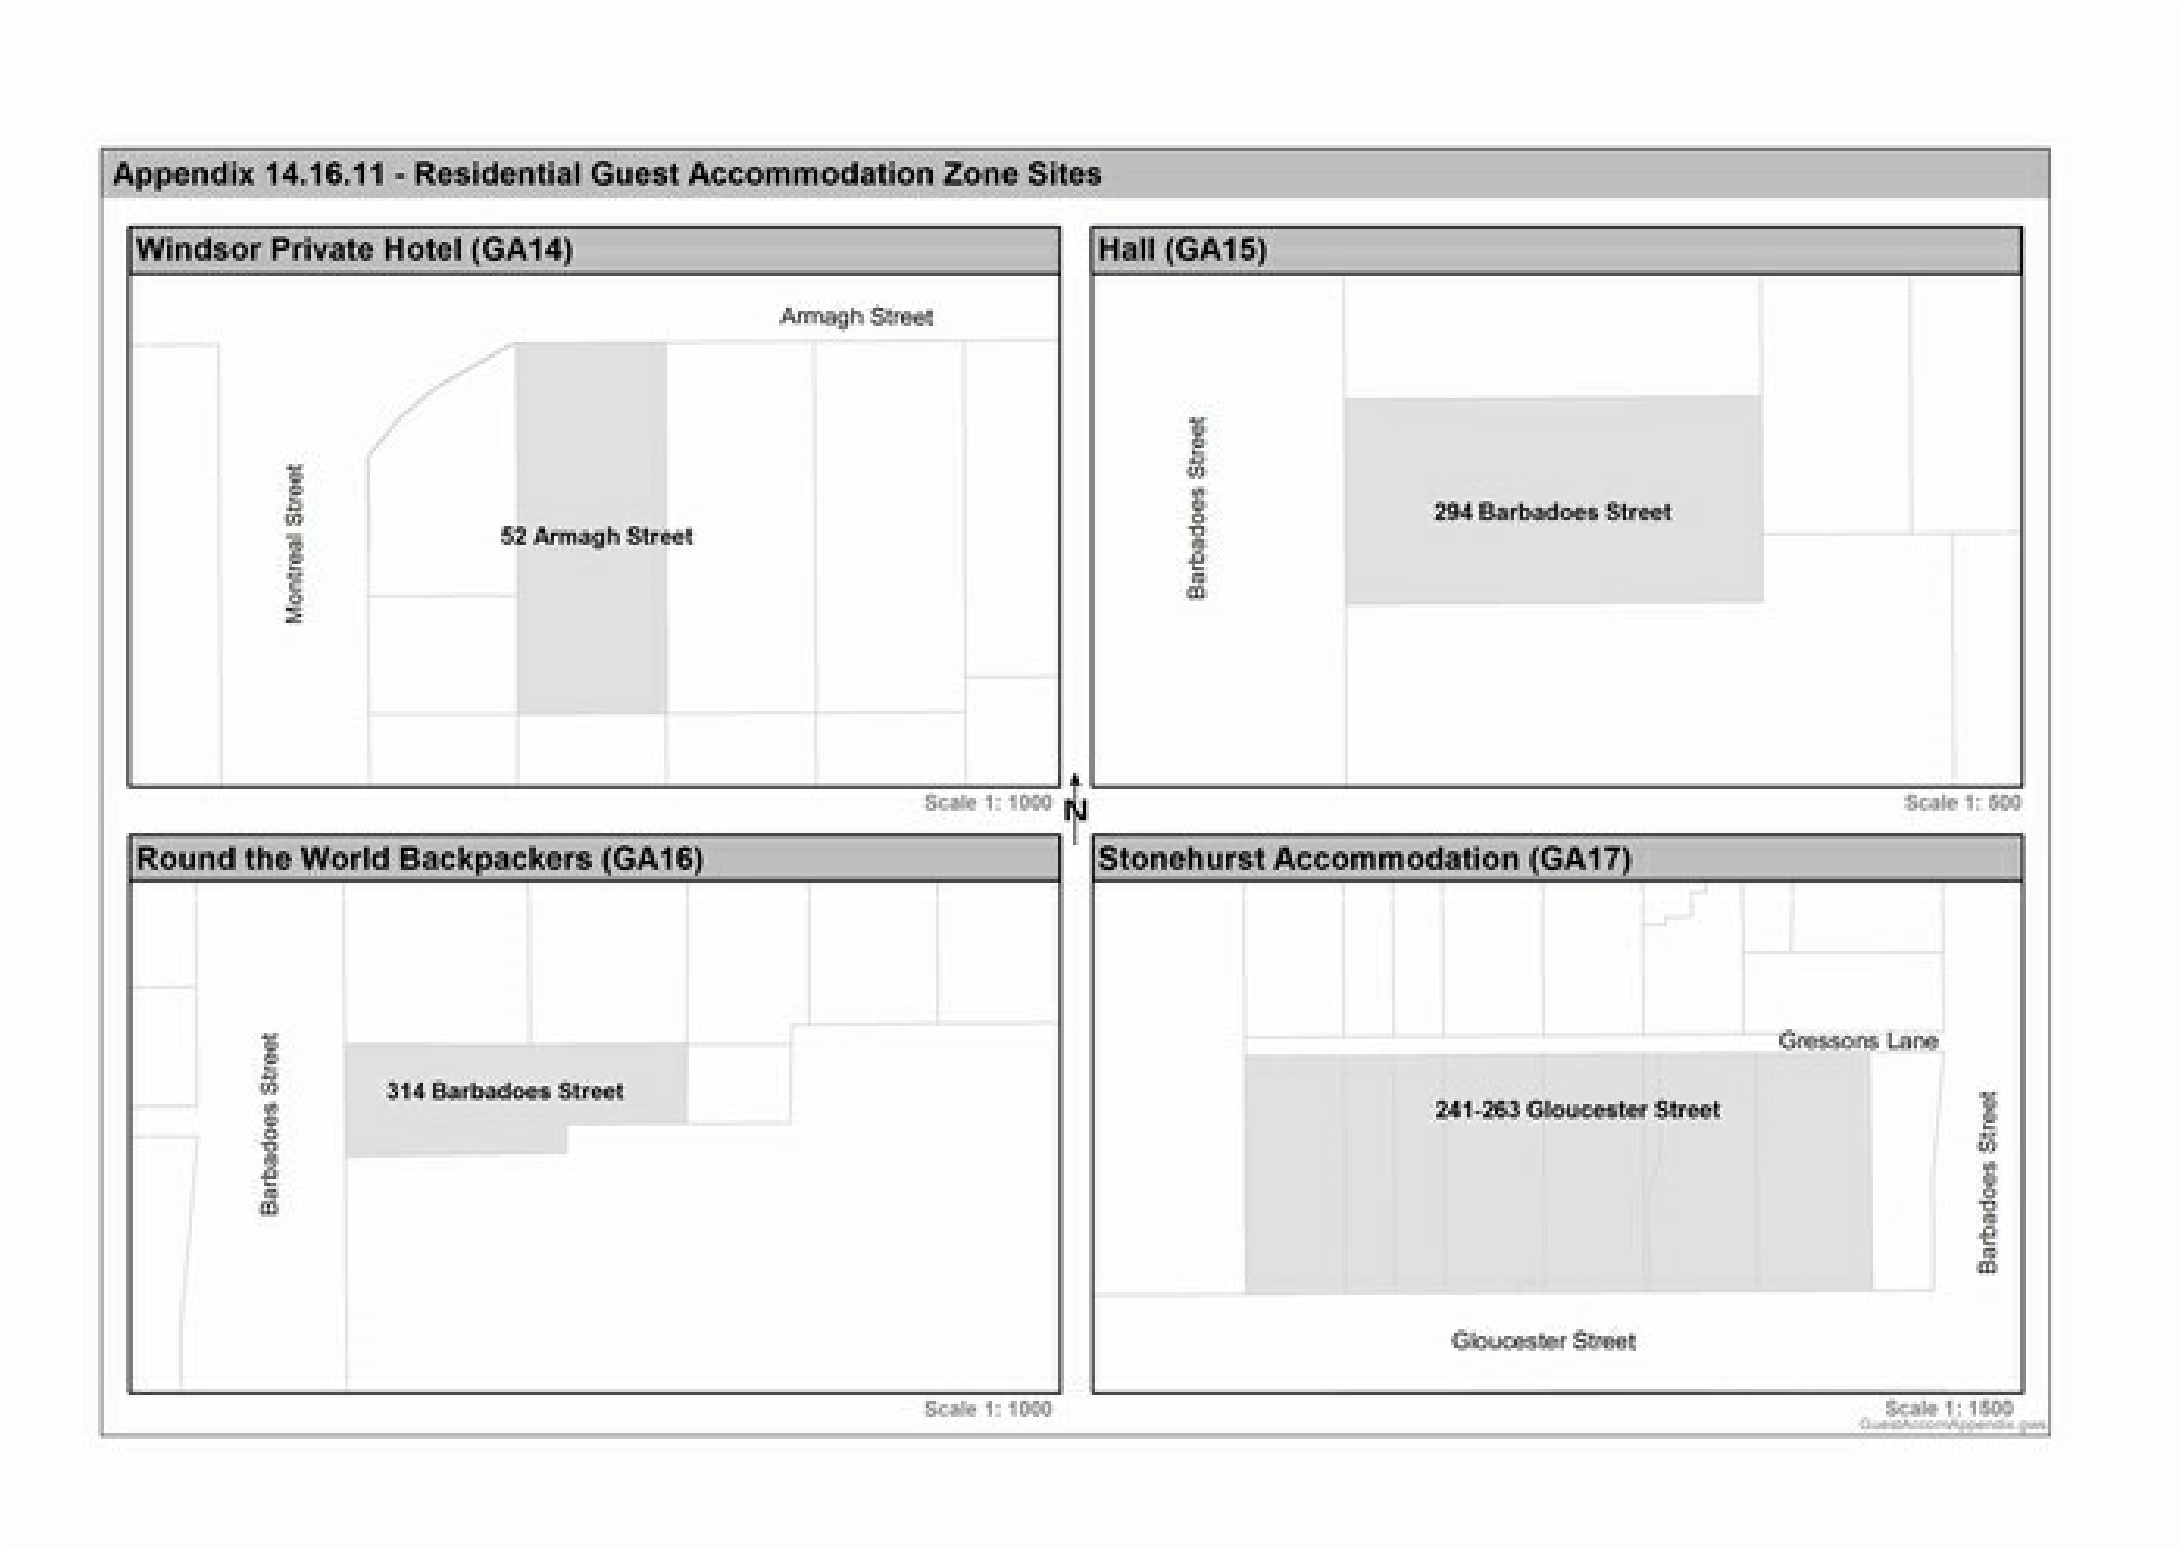 Appendix 14.16.11 - Residential Guest Accommodation Zone Sites
Windsor Private Hotel (GA14)
Armagh Street
Montreal Street
52 Armagh Street
Scale 1: 1000
Hall (GA15)
Barbadoes Street
294 Barbadoes Street
Scale 1: 500
N
Round the World Backpackers (GA16)
Barbadoes Street
314 Barbadoes Street
Scale 1: 1000
Stonehurst Accommodation (GA17)
Gressons Lane
241-263 Gloucester Street
Barbadoes Street
Gloucester Street
Scale 1: 1500